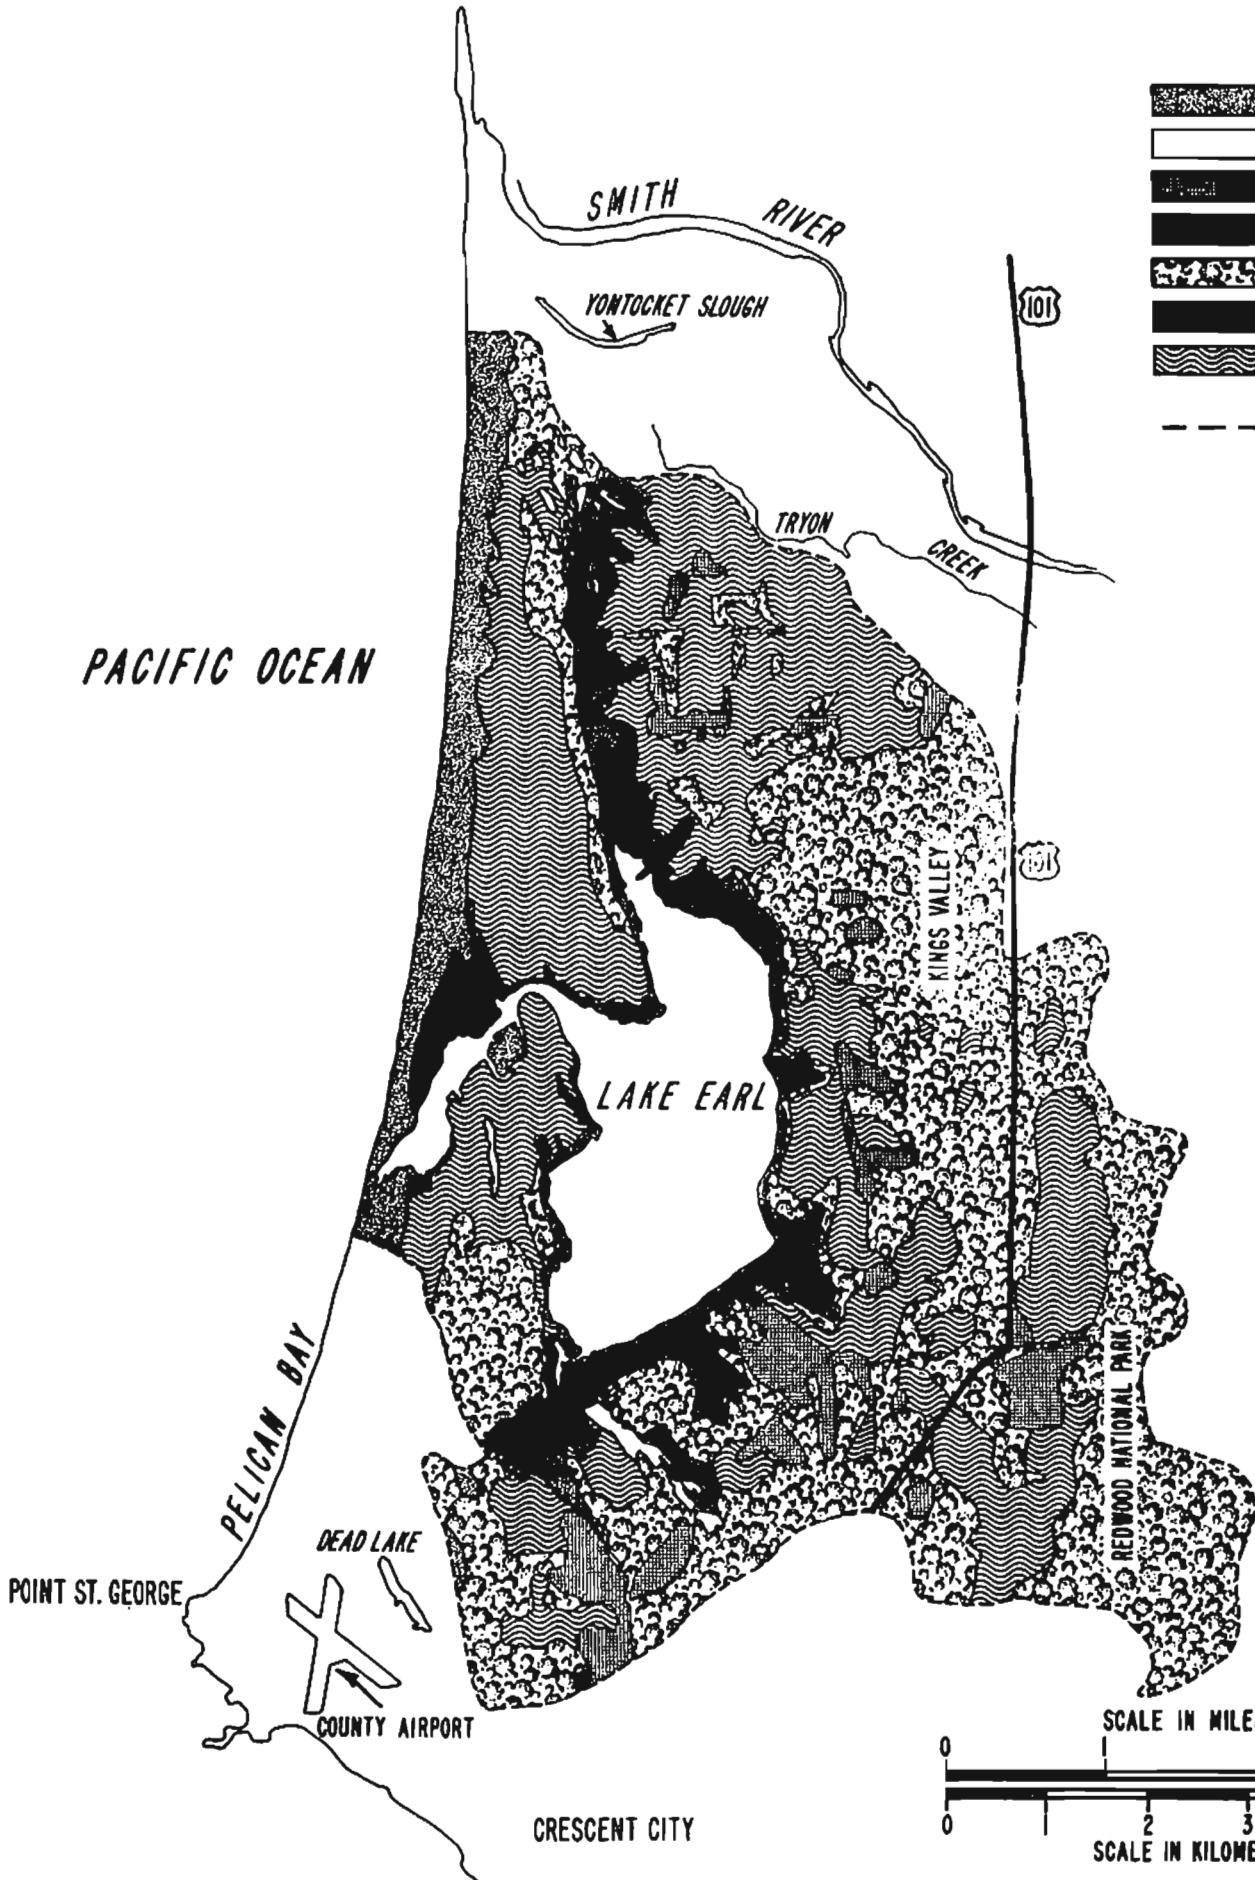 SMITH RIVER
YONTOCKET SLOUGH
101
TRYON CREEK
PACIFIC OCEAN
101
KINGS VALLEY
LAKE EARL
PELICAN BAY
REDWOOD NATIONAL PARK
DEAD LAKE
POINT ST. GEORGE
COUNTY AIRPORT
SCALE IN MILE
0 1
CRESCENT CITY
0 1 2 3
SCALE IN KILOME